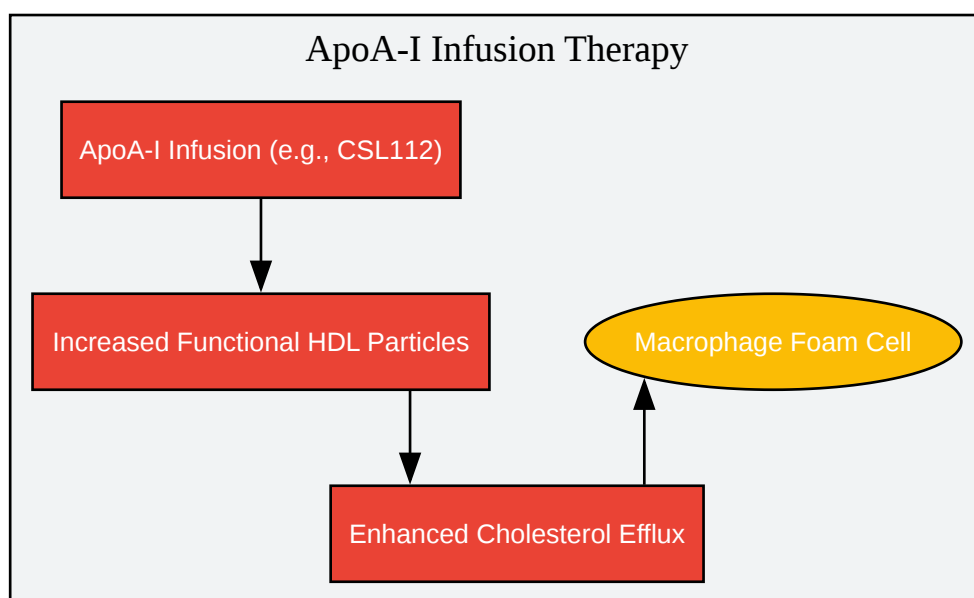 ApoA-I Infusion Therapy
ApoA-I Infusion (e.g., CSL112)
Increased Functional HDL Particles
Macrophage Foam Cell
Enhanced Cholesterol Efflux